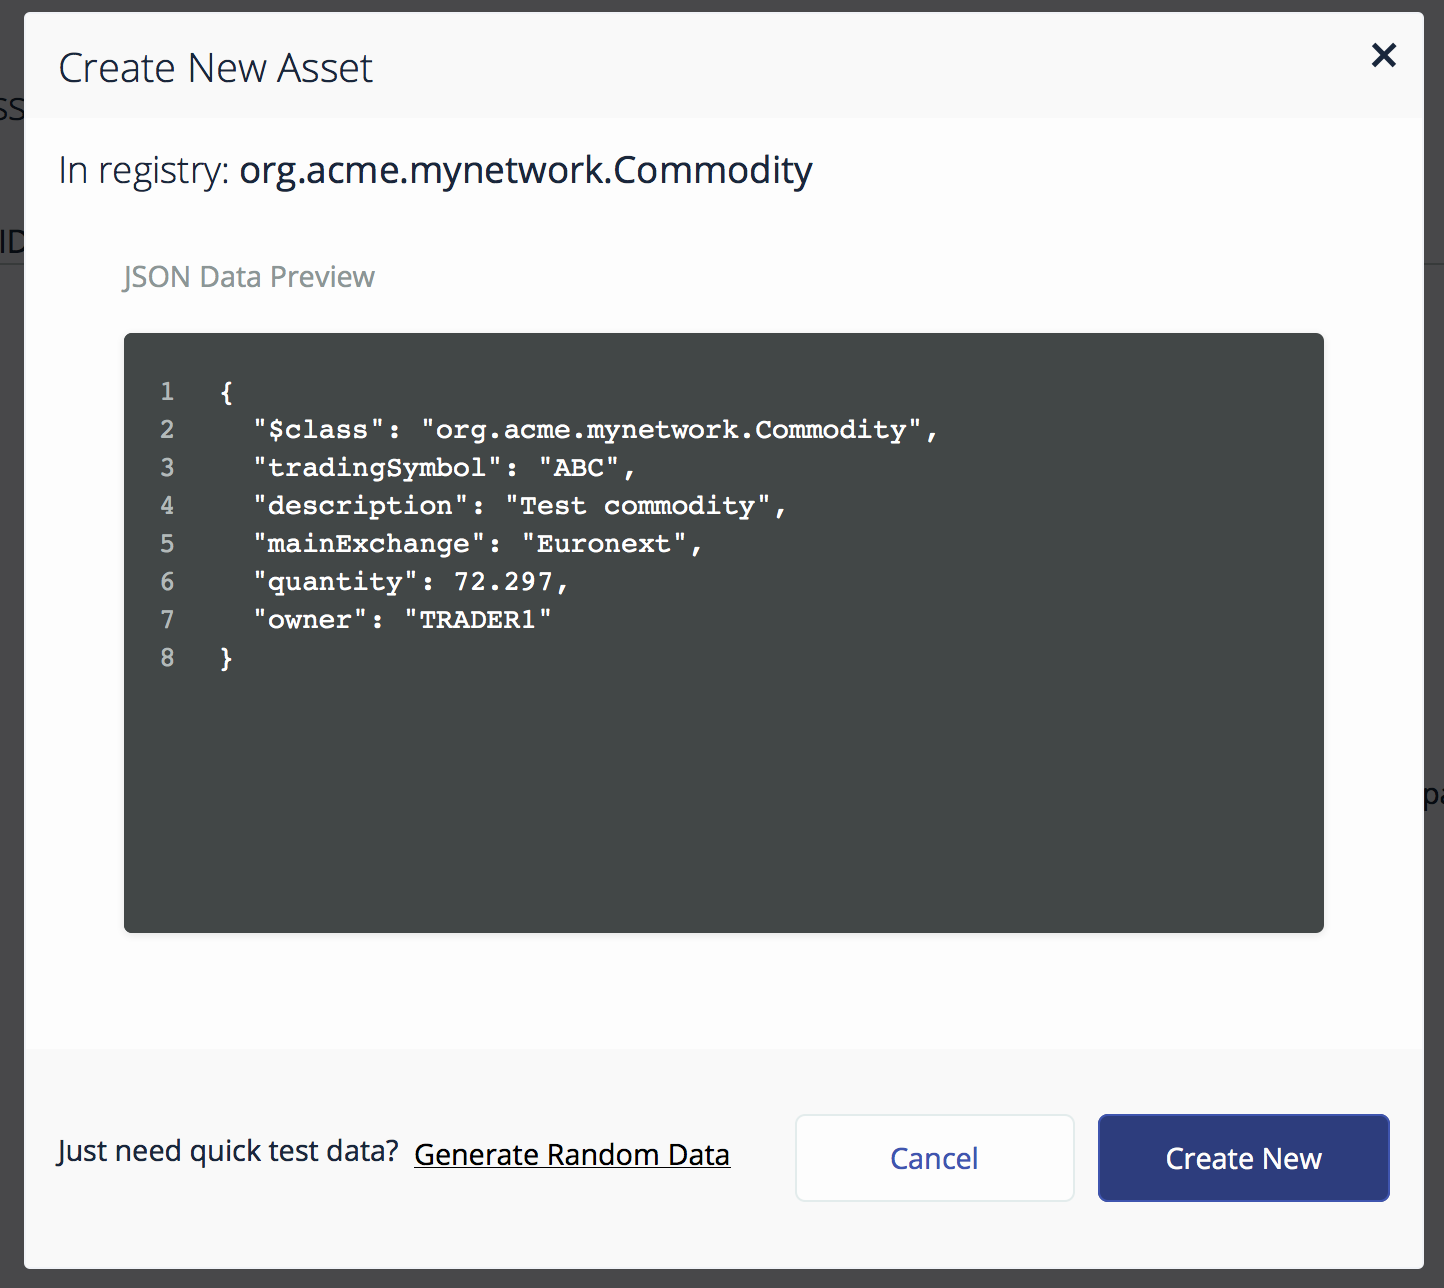 Create New Asset
In registry: org.acme.mynetwork.Commodity
ID
JSON Data Preview
1 {
2 "$class": "org.acme.mynetwork.Commodity",
3 "tradingSymbol": "ABC",
4 "description": "Test commodity",
5 "mainExchange": "Euronext",
6 "quantity": 72.297,
7 "owner": "TRADER1"
8 }
Just need quick test data? Generate Random Data
Cancel
Create New